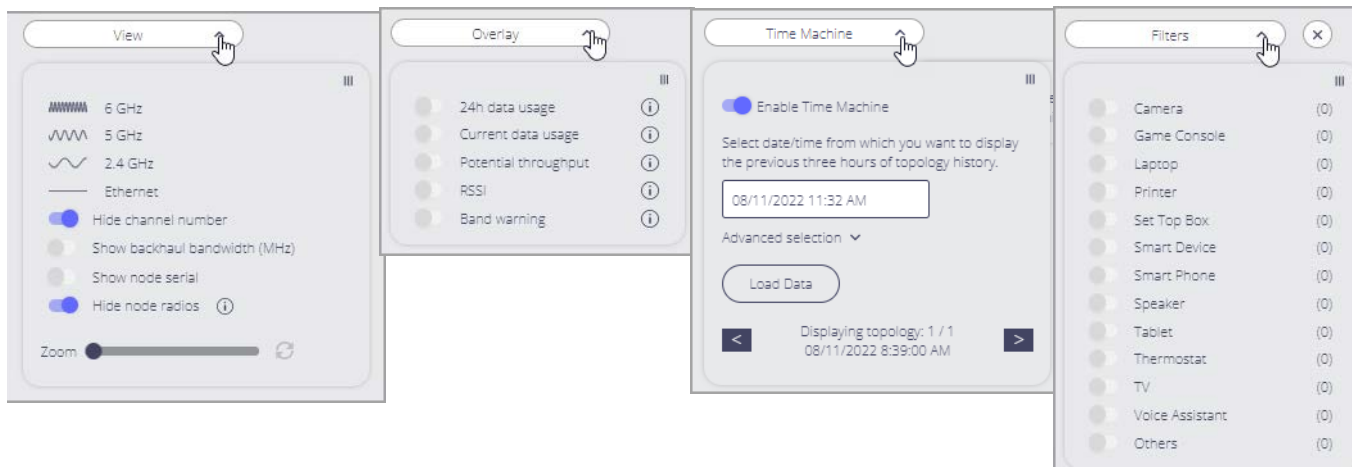 View
6 GHz
5 GHz
2.4 GHz
Ethernet
Hide channel number
Show backhaul bandwidth (MHz)
Show node serial
Hide node radios
Zoom
Overlay
24h data usage
Current data usage
Potential throughput
RSSI
Band warning
Time Machine
Enable Time Machine
Select date/time from which you want to display
the previous three hours of topology history.
08/11/2022 11:32 AM
Advanced selection
Load Data
< Displaying topology: 1 / 1 >
08/11/2022 8:39:00 AM
Filters
Camera (0)
Game Console (0)
Laptop (0)
Printer (0)
Set Top Box (0)
Smart Device (0)
Smart Phone (0)
Speaker (0)
Tablet (0)
Thermostat (0)
TV (0)
Voice Assistant (0)
Others (0)